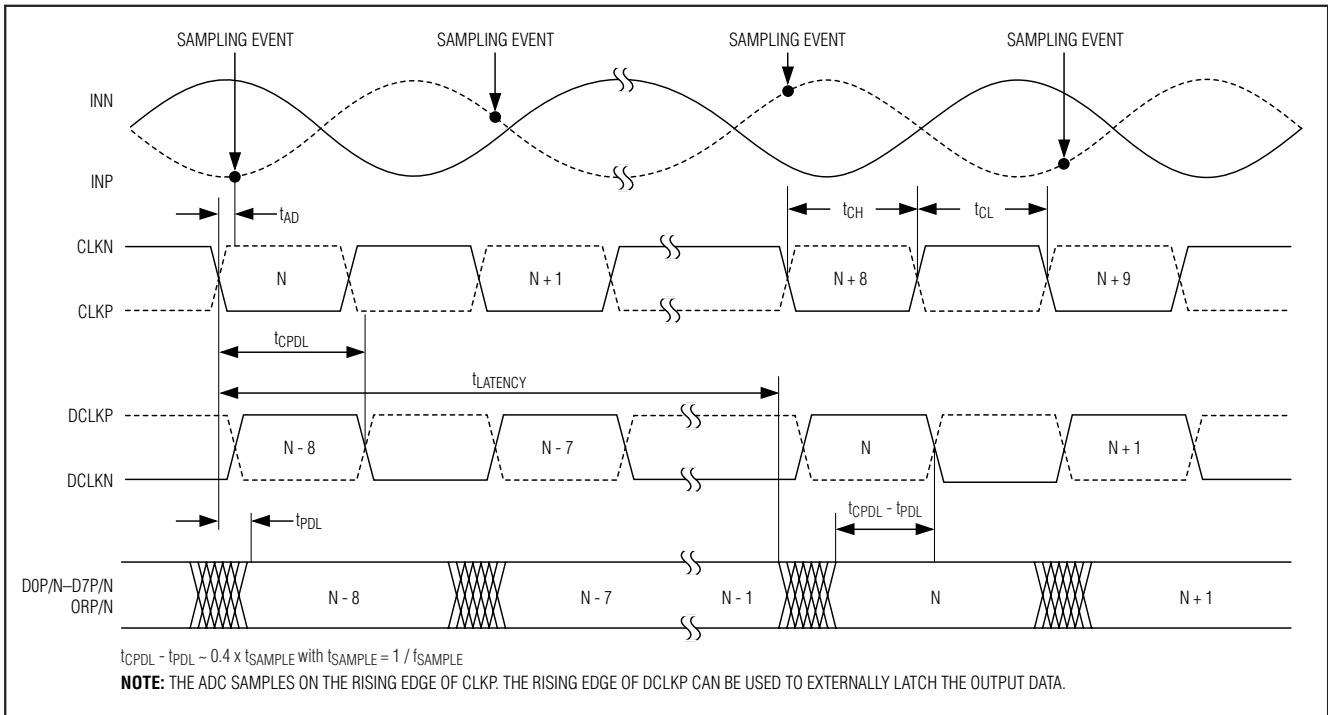 SAMPLING EVENT SAMPLING EVENT SAMPLING EVENT SAMPLING EVENT
INN
INP
tAD
tCH
tCL
CLKN
CLKP
N
N + 1
N + 8
N + 9
tCPDL
tLATENCY
DCLKP
DCLKN
N - 8
N - 7
N
N + 1
tPDL
tCPDL - tPDL
D0P/N–D7P/N
ORP/N
N - 8
N - 7
N - 1
N
N + 1
tCPDL - tPDL ~ 0.4 x tSAMPLE with tSAMPLE = 1 / fSAMPLE
NOTE: THE ADC SAMPLES ON THE RISING EDGE OF CLKP. THE RISING EDGE OF DCLKP CAN BE USED TO EXTERNALLY LATCH THE OUTPUT DATA.